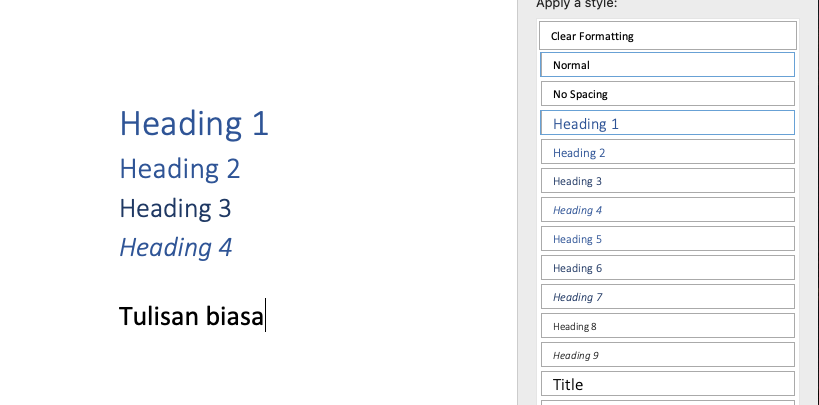 Heading 1
Heading 2
Heading 3
Heading 4
Tulisan biasa
Apply a style:
Clear Formatting
Normal
No Spacing
Heading 1
Heading 2
Heading 3
Heading 4
Heading 5
Heading 6
Heading 7
Heading 8
Heading 9
Title